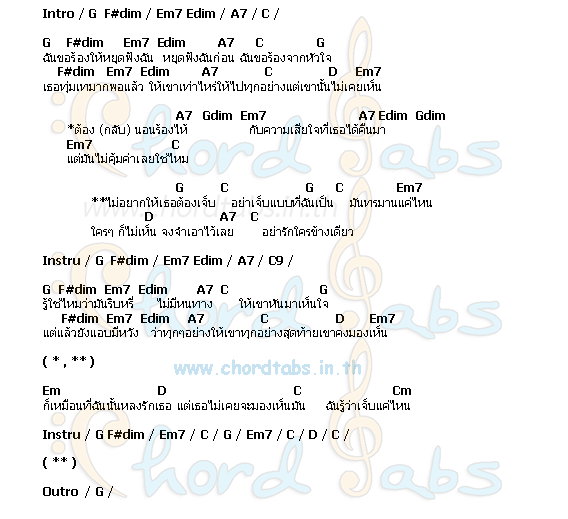 Intro / G F#dim / Em7 Edim / A7 / C /
G F#dim Em7 Edim A7 C G
ฉันขอร้องให้หยุดฟังฉัน หยุดฟังฉันก่อน ฉันขอร้องจากหัวใจ
F#dim Em7 Edim A7 C D Em7
เธอทุ่มเทมากพอแล้ว ให้เขาเท่าไหร่ให้ไปทุกอย่างแต่เขานั้นไม่เคยเห็น
A7 Gdim Em7 A7 Edim Gdim
*ต้อง (กลับ) นอนร้องไห้ กับความเสียใจที่เธอได้คืนมา
Em7 C
แต่มันไม่คุ้มค่าเลยใช่ไหม
G C G C Em7
**ไม่อยากให้เธอต้องเจ็บ อย่าเจ็บแบบที่ฉันเป็น มันทรมานแค่ไหน
D A7 C
ใครๆ ก็ไม่เห็น จงจำเอาไว้เลย อย่ารักใครข้างเดียว
Instru / G F#dim / Em7 Edim / A7 / C9 /
G F#dim Em7 Edim A7 C G
รู้ใช่ไหมว่ามันริบหรี่ ไม่มีหนทาง ให้เขาหันมาเห็นใจ
F#dim Em7 Edim A7 C D Em7
แต่แล้วยังแอบมีหวัง ว่าทุกๆอย่างให้เขาทุกอย่างสุดท้ายเขาคงมองเห็น
( * , ** )
www.chordtabs.in.th
Em D C Cm
ก็เหมือนที่ฉันนั้นหลงรักเธอ แต่เธอไม่เคยจะมองเห็นมัน ฉันรู้ว่าเจ็บแค่ไหน
Instru / G F#dim / Em7 / C / G / Em7 / C / D / C /
( ** )
Outro / G /